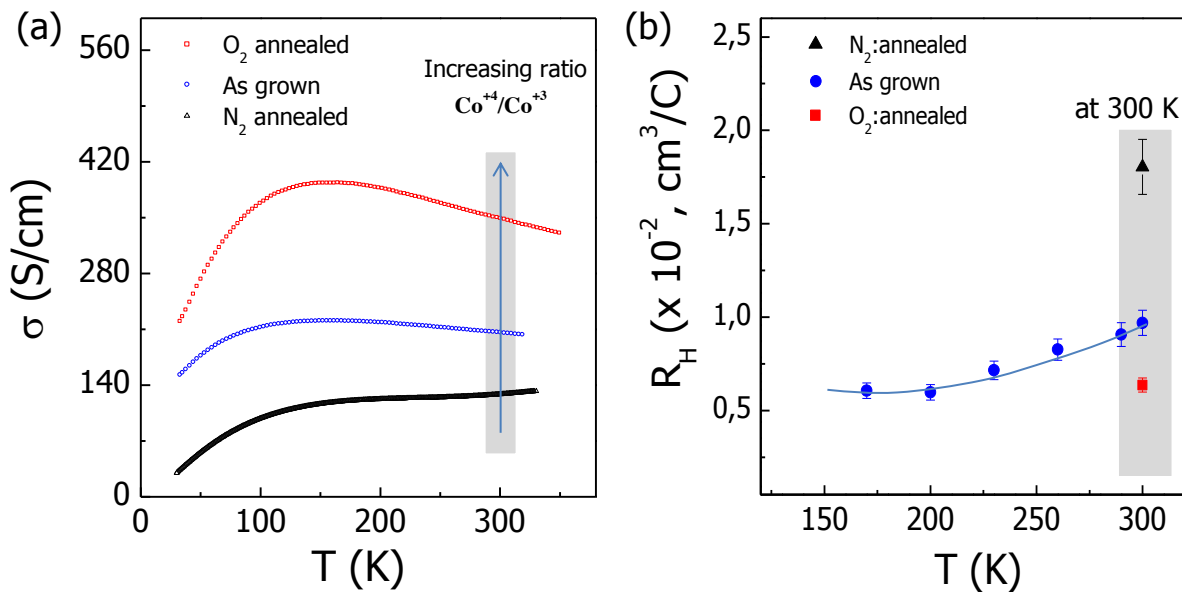 (a)
560
420
280
140
0
σ (S/cm)
O₂ annealed
As grown
N₂ annealed
Increasing ratio
Co⁺⁴/Co⁺³
0 100 200 300
T (K)
(b)
2,5
2,0
1,5
1,0
0,5
R_H (x 10⁻², cm³/C)
N₂:annealed
As grown
O₂:annealed
at 300 K
150 200 250 300
T (K)